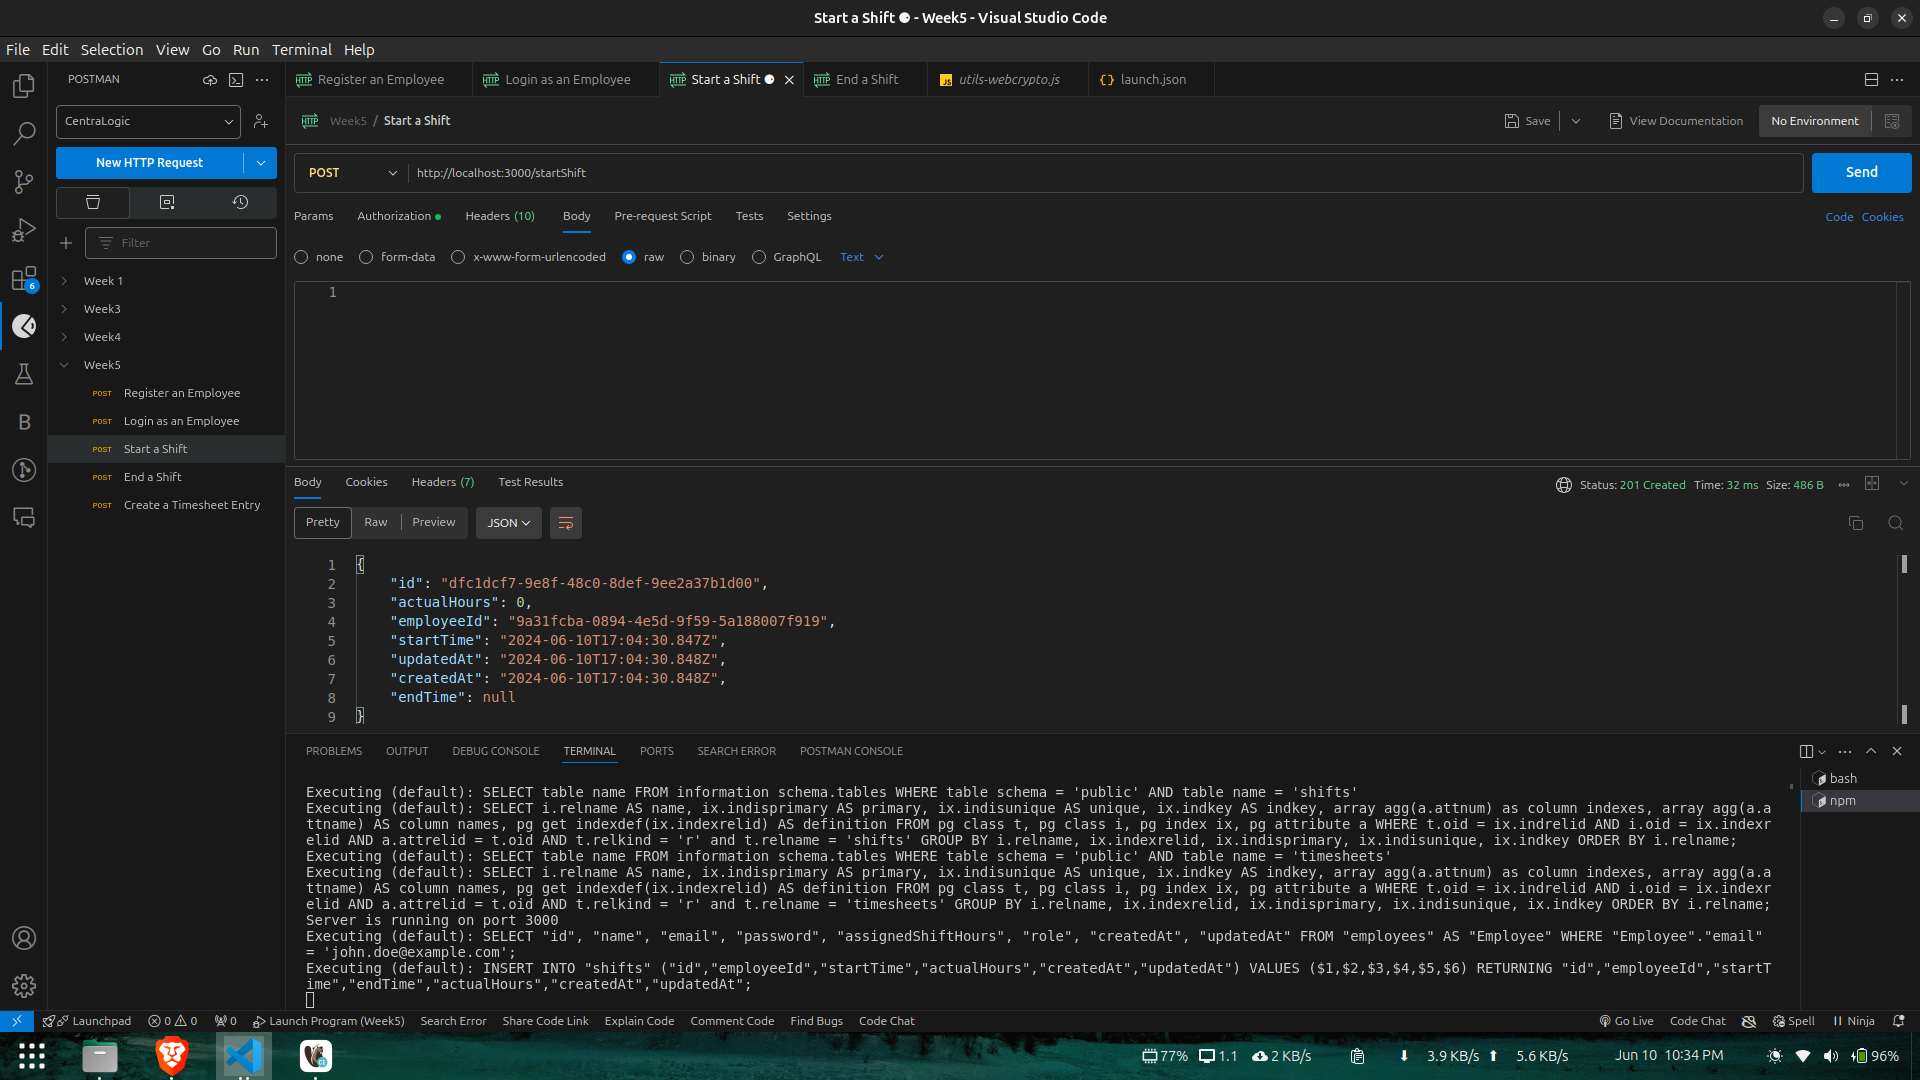 Start a Shift ● - Week5 - Visual Studio Code
File Edit Selection View Go Run Terminal Help
POSTMAN
Register an Employee
Login as an Employee
Start a Shift
End a Shift
utils-webcrypto.js
launch.json
CentraLogic
HTTP Week5 / Start a Shift
Save
View Documentation
No Environment
New HTTP Request
POST
http://localhost:3000/startShift
Send
Params Authorization Headers (10) Body Pre-request Script Tests Settings
Code Cookies
Filter
none form-data x-www-form-urlencoded raw binary GraphQL Text
Week 1
Week3
Week4
Week5
POST Register an Employee
POST Login as an Employee
POST Start a Shift
POST End a Shift
POST Create a Timesheet Entry
6
1
Body Cookies Headers (7) Test Results
Status: 201 Created Time: 32 ms Size: 486 B
Pretty Raw Preview JSON
1 {
2 "id": "dfc1dcf7-9e8f-48c0-8def-9ee2a37b1d00",
3 "actualHours": 0,
4 "employeeId": "9a31fcba-0894-4e5d-9f59-5a188007f919",
5 "startTime": "2024-06-10T17:04:30.847Z",
6 "updatedAt": "2024-06-10T17:04:30.848Z",
7 "createdAt": "2024-06-10T17:04:30.848Z",
8 "endTime": null
9 }
PROBLEMS OUTPUT DEBUG CONSOLE TERMINAL PORTS SEARCH ERROR POSTMAN CONSOLE
bash
npm
Executing (default): SELECT table name FROM information schema.tables WHERE table schema = 'public' AND table name = 'shifts'
Executing (default): SELECT i.relname AS name, ix.indisprimary AS primary, ix.indisunique AS unique, ix.indkey AS indkey, array agg(a.attnum) as column indexes, array agg(a.a
ttname) AS column names, pg get indexdef(ix.indexrelid) AS definition FROM pg class t, pg class i, pg index ix, pg attribute a WHERE t.oid = ix.indrelid AND i.oid = ix.indexr
elid AND a.attrelid = t.oid AND t.relkind = 'r' and t.relname = 'shifts' GROUP BY i.relname, ix.indexrelid, ix.indisprimary, ix.indisunique, ix.indkey ORDER BY i.relname;
Executing (default): SELECT table name FROM information schema.tables WHERE table schema = 'public' AND table name = 'timesheets'
Executing (default): SELECT i.relname AS name, ix.indisprimary AS primary, ix.indisunique AS unique, ix.indkey AS indkey, array agg(a.attnum) as column indexes, array agg(a.a
ttname) AS column names, pg get indexdef(ix.indexrelid) AS definition FROM pg class t, pg class i, pg index ix, pg attribute a WHERE t.oid = ix.indrelid AND i.oid = ix.indexr
elid AND a.attrelid = t.oid AND t.relkind = 'r' and t.relname = 'timesheets' GROUP BY i.relname, ix.indexrelid, ix.indisprimary, ix.indisunique, ix.indkey ORDER BY i.relname;
Server is running on port 3000
Executing (default): SELECT "id", "name", "email", "password", "assignedShiftHours", "role", "createdAt", "updatedAt" FROM "employees" AS "Employee" WHERE "Employee"."email"
= 'john.doe@example.com';
Executing (default): INSERT INTO "shifts" ("id","employeeId","startTime","actualHours","createdAt","updatedAt") VALUES ($1,$2,$3,$4,$5,$6) RETURNING "id","employeeId","startT
ime","endTime","actualHours","createdAt","updatedAt";
Launchpad 0 0 0 Launch Program (Week5) Search Error Share Code Link Explain Code Comment Code Find Bugs Code Chat
Go Live Code Chat Spell Ninja
77% 1.1 2 KB/s 3.9 KB/s 5.6 KB/s Jun 10 10:34 PM 96%